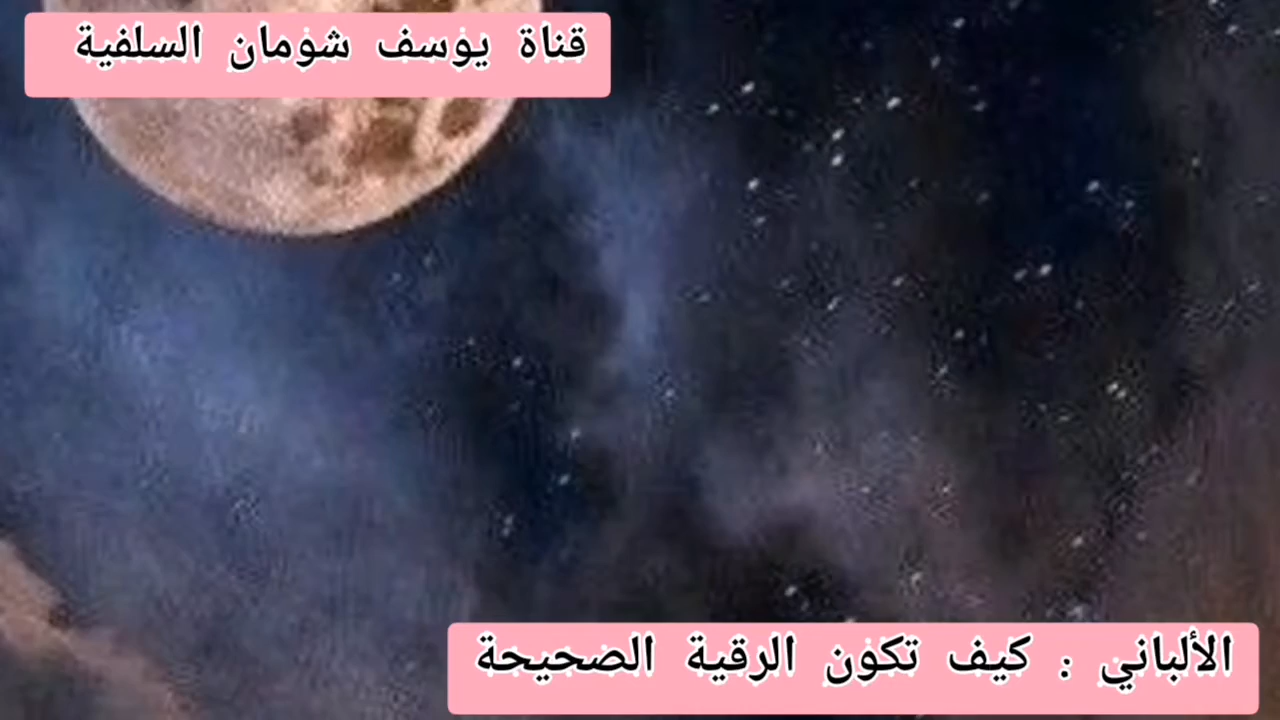 قناة يوسف شومان السلفية
الألباني : كيف تكون الرقية الصحيحة